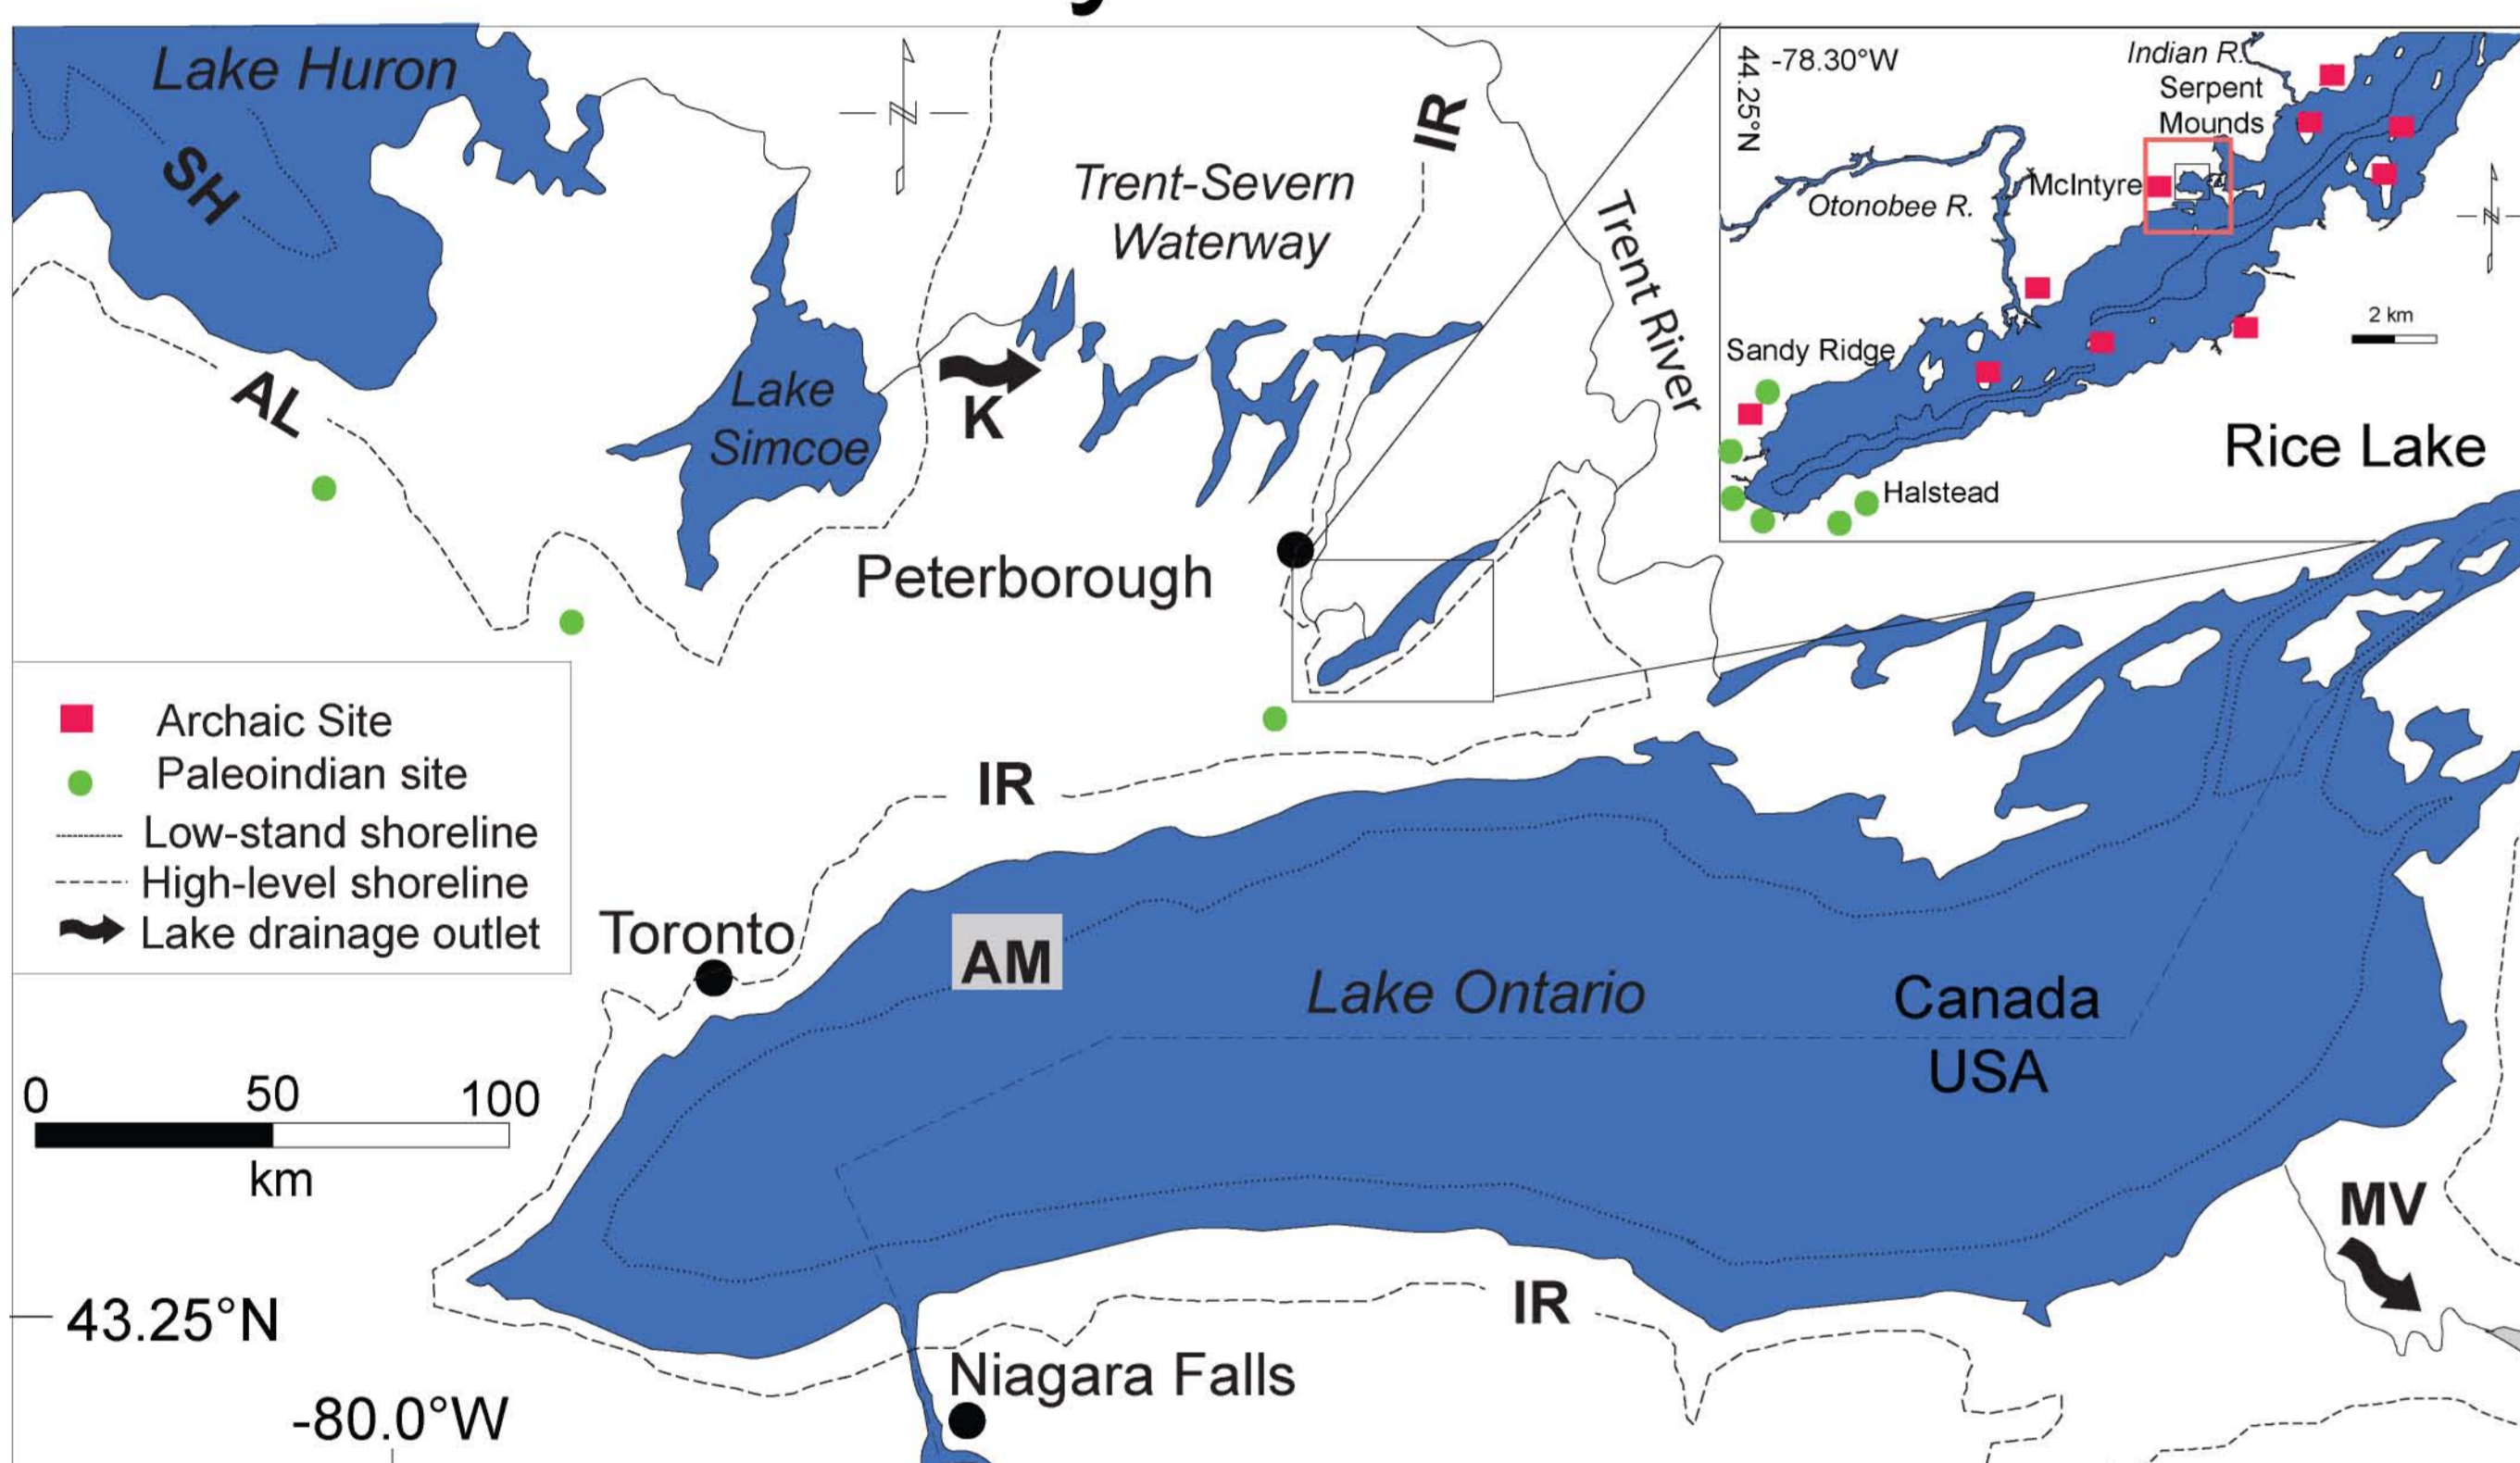 Lake Huron
SH
AL
Lake
Simcoe
K
Trent-Severn
Waterway
IR
Trent River
Peterborough
44.25°N
-78.30°W
Indian R.
Serpent
Mounds
McIntyre
Otonobee R.
N
2 km
Sandy Ridge
Halstead
Rice Lake
N
Archaic Site
Paleoindian site
Low-stand shoreline
High-level shoreline
Lake drainage outlet
IR
Toronto
AM
Lake Ontario
Canada
USA
0 50 100
km
MV
IR
43.25°N
Niagara Falls
-80.0°W